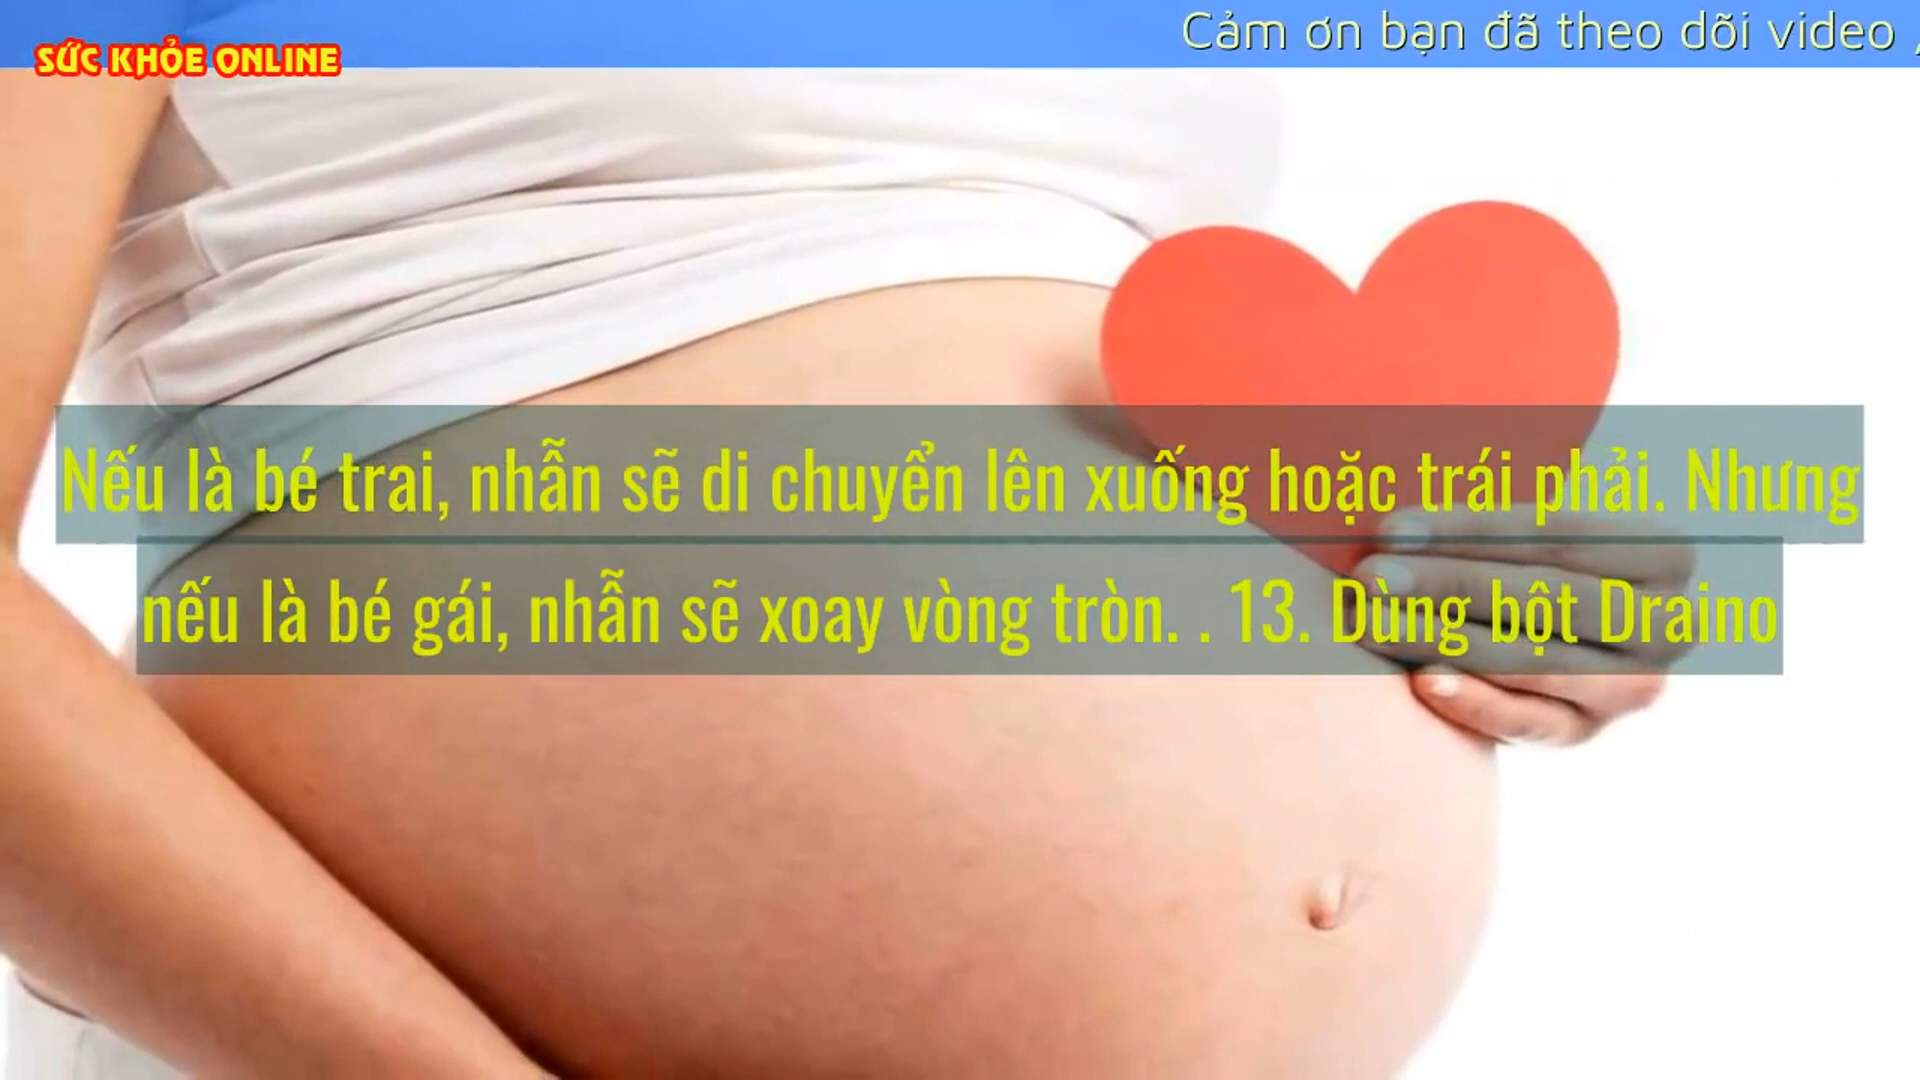 Cảm ơn bạn đã theo dõi video
SỨC KHỎE ONLINE
Nếu là bé trai, nhẫn sẽ di chuyển lên xuống hoặc trái phải. Nhưng
nếu là bé gái, nhẫn sẽ xoay vòng tròn. . 13. Dùng bột Draino